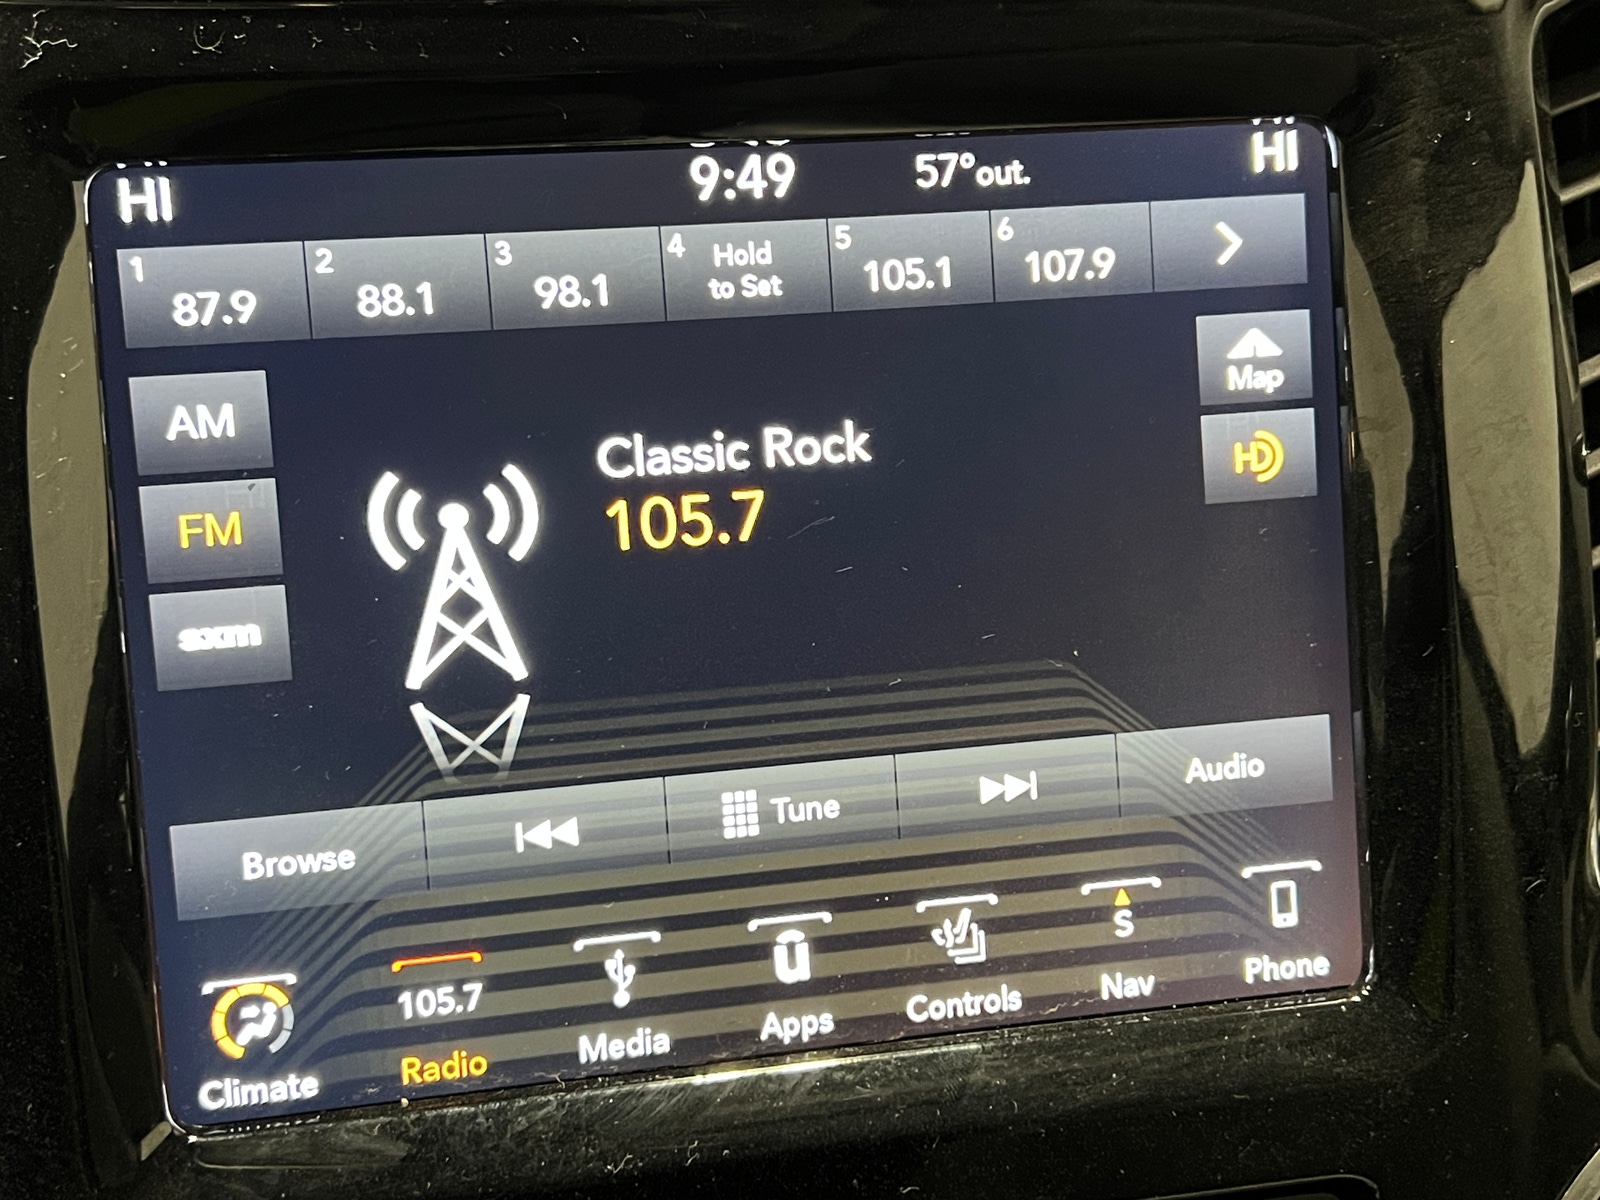 HI
9:49
57° out.
HI
1
87.9
2
88.1
3
98.1
4
Hold
to Set
5
105.1
6
107.9
AM
FM
sxm
Classic Rock
105.7
Map
HD
Browse
Tune
Audio
Climate
105.7
Radio
Media
u
Apps
Controls
S
Nav
Phone